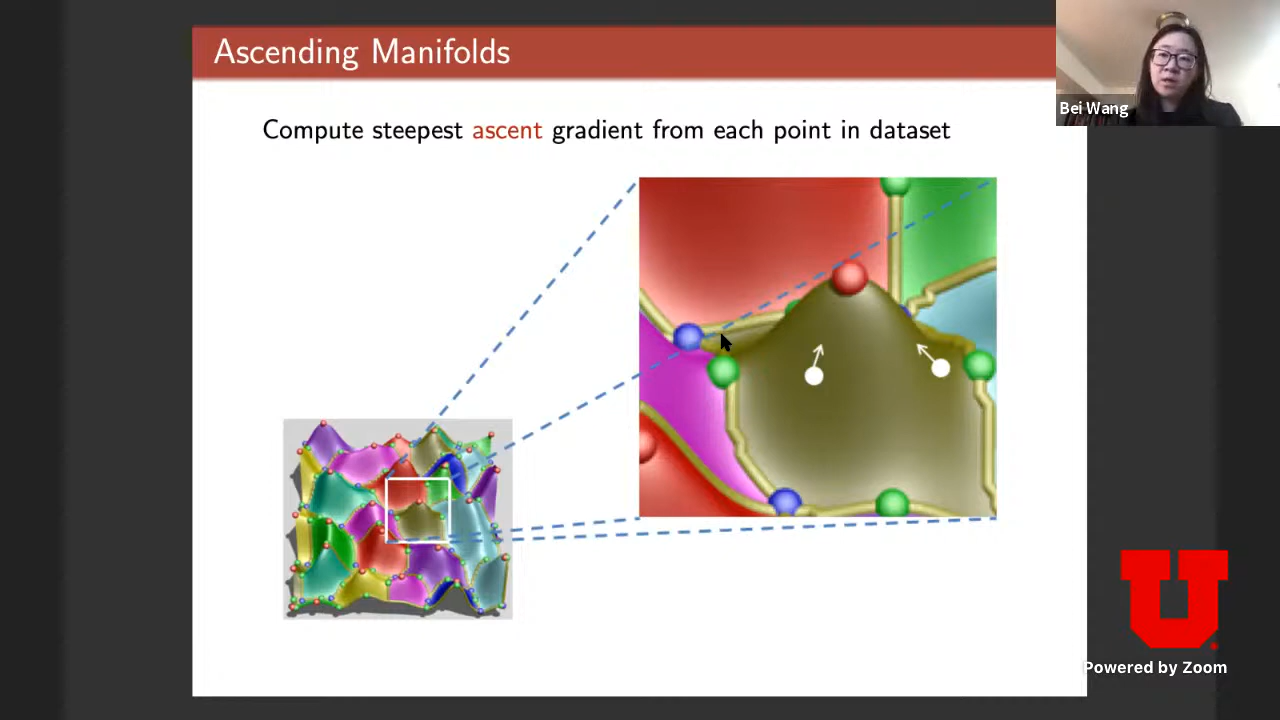 Ascending Manifolds
Bei Wang
Compute steepest ascent gradient from each point in dataset
U
Powered by Zoom